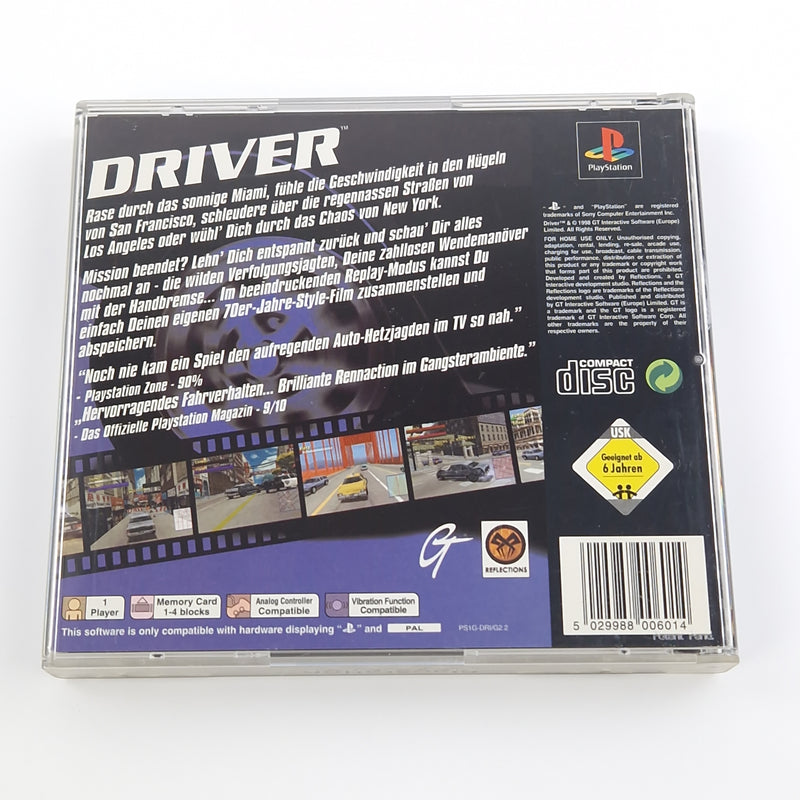 DRIVER™
Rase durch das sonnige Miami, fühle die Geschwindigkeit in den Hügeln
von San Francisco, schleudere über die regennassen Straßen von
Los Angeles oder wühl' Dich durch das Chaos von New York.
Mission beendet? Lehn' Dich entspannt zurück und schau' Dir alles
nochmal an - die wilden Verfolgungsjagten, Deine zahllosen Wendemanöver
mit der Handbremse... Im beeindruckenden Replay-Modus kannst Du
einfach Deinen eigenen 70er-Jahre-Style-Film zusammenstellen und
abspeichern.
"Noch nie kam ein Spiel den aufregenden Auto-Hetzjagden im TV so nah."
- Playstation Zone - 90%
„Hervorragendes Fahrverhalten... Brilliante Rennaction im Gangsterambiente."
- Das Offizielle Playstation Magazin - 9/10
GT
REFLECTIONS
1
Player
Memory Card
1-4 blocks
Analog Controller
Compatible
Vibration Function
Compatible
This software is only compatible with hardware displaying " " and PAL
PS1G-DRI/G2.2
PlayStation
" " and "PlayStation" are registered
trademarks of Sony Computer Entertainment Inc.
Driver™ & © 1998 GT Interactive Software (Europe)
Limited. All Rights Reserved.
FOR HOME USE ONLY. Unauthorised copying,
adaptation, rental, lending, re-sale, arcade use,
charging for use, broadcast, cable transmission,
public performance, distribution or extraction of
this product or any trademark or copyright work
that forms part of this product are prohibited.
Developed and created by Reflections, a GT
Interactive development studio. Reflections and the
Reflections logo are trademarks of the Reflections
development studio. Published and distributed
by GT Interactive Software (Europe) Limited. GT is
a trademark and the GT logo is a registered
trademark of GT Interactive Software Corp. All
other trademarks are the property of their
respective owners.
COMPACT
disc
USK
Geeignet ab
6 Jahren
5 029988 006014